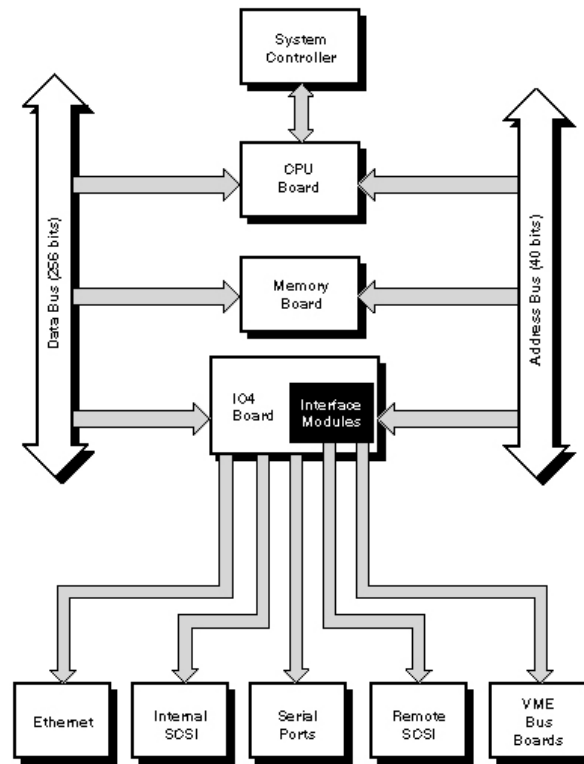 System
Controller
CPU
Board
Data Bus (256 bits)
Address Bus (40 bits)
Memory
Board
IO4
Board
Interface
Modules
Ethernet
Internal
SCSI
Serial
Ports
Remote
SCSI
VME
Bus
Boards